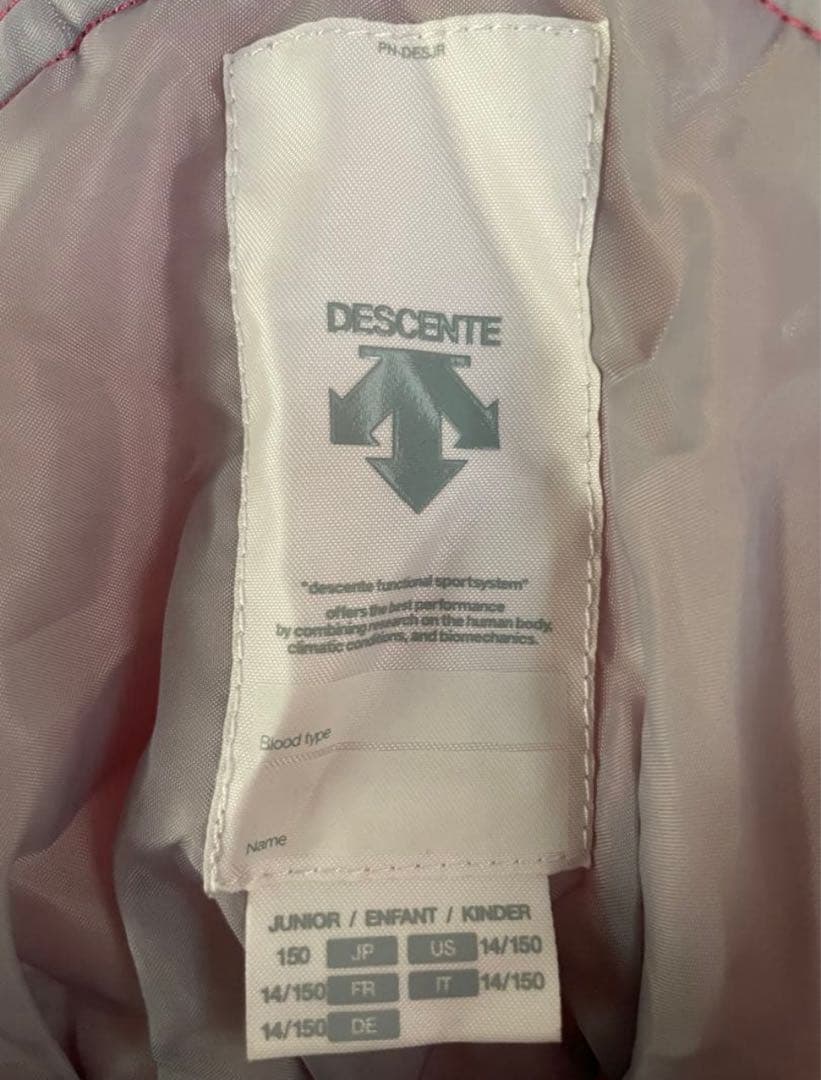 PN-DESJR
DESCENTE
"descente functional sportsystem"
offers the best performance
by combining research on the human body,
climatic conditions, and biomechanics.
Blood type
Name
JUNIOR / ENFANT / KINDER
150 JP US 14/150
14/150 FR IT 14/150
14/150 DE